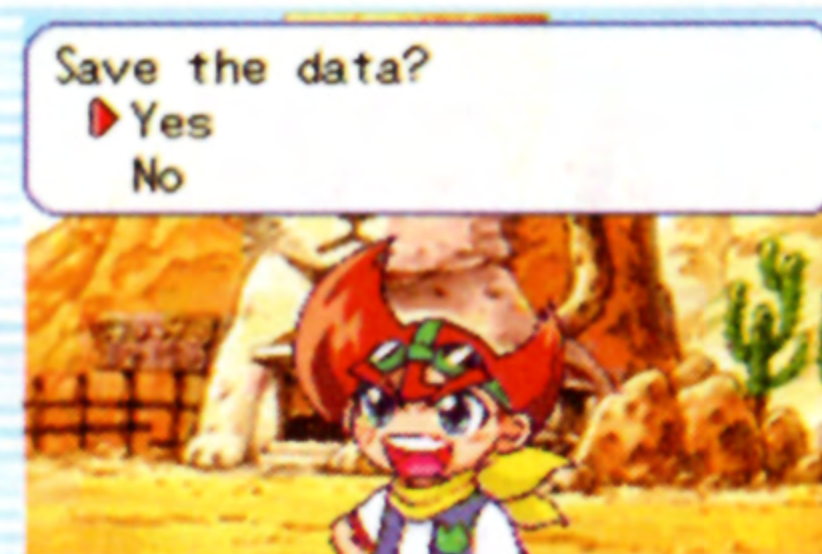 Save the data?
Yes
No